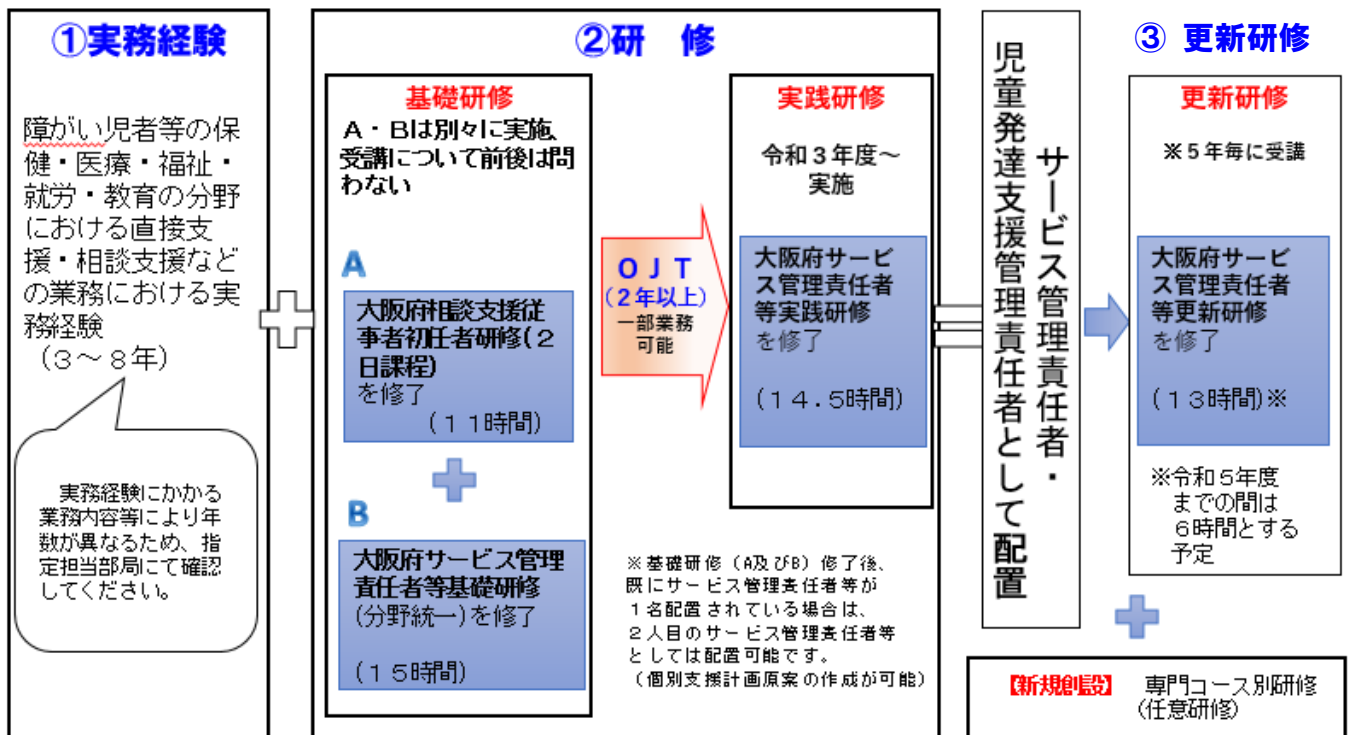 ①実務経験
障がい児者等の保
健・医療・福祉・
就労・教育の分野
における直接支
援・相談支援など
の業務における実
務経験
(3～8年)
実務経験にかかる
業務内容等により年
数が異なるため、指
定担当部局にて確認
してください。
②研 修
基礎研修
A・Bは別々に実施、
受講について前後は問
わない
A
大阪府相談支援従
事者初任者研修(2
日課程)
を修了
(11時間)
B
大阪府サービス管理
責任者等基礎研修
(分野統一)を修了
(15時間)
OJT
(2年以上)
一部業務
可能
実践研修
令和3年度～
実施
大阪府サービ
ス管理責任者
等実践研修
を修了
(14.5時間)
※基礎研修(A及びB)修了後、
既にサービス管理責任者等が
1名配置されている場合は、
2人目のサービス管理責任者等
としては配置可能です。
(個別支援計画原案の作成が可能)
サービス管理責任者・
児童発達支援管理責任者として配置
③ 更新研修
更新研修
※5年毎に受講
大阪府サービ
ス管理責任者
等更新研修
を修了
(13時間)※
※令和5年度
までの間は
6時間とする
予定
【新規創設】 専門コース別研修
(任意研修)